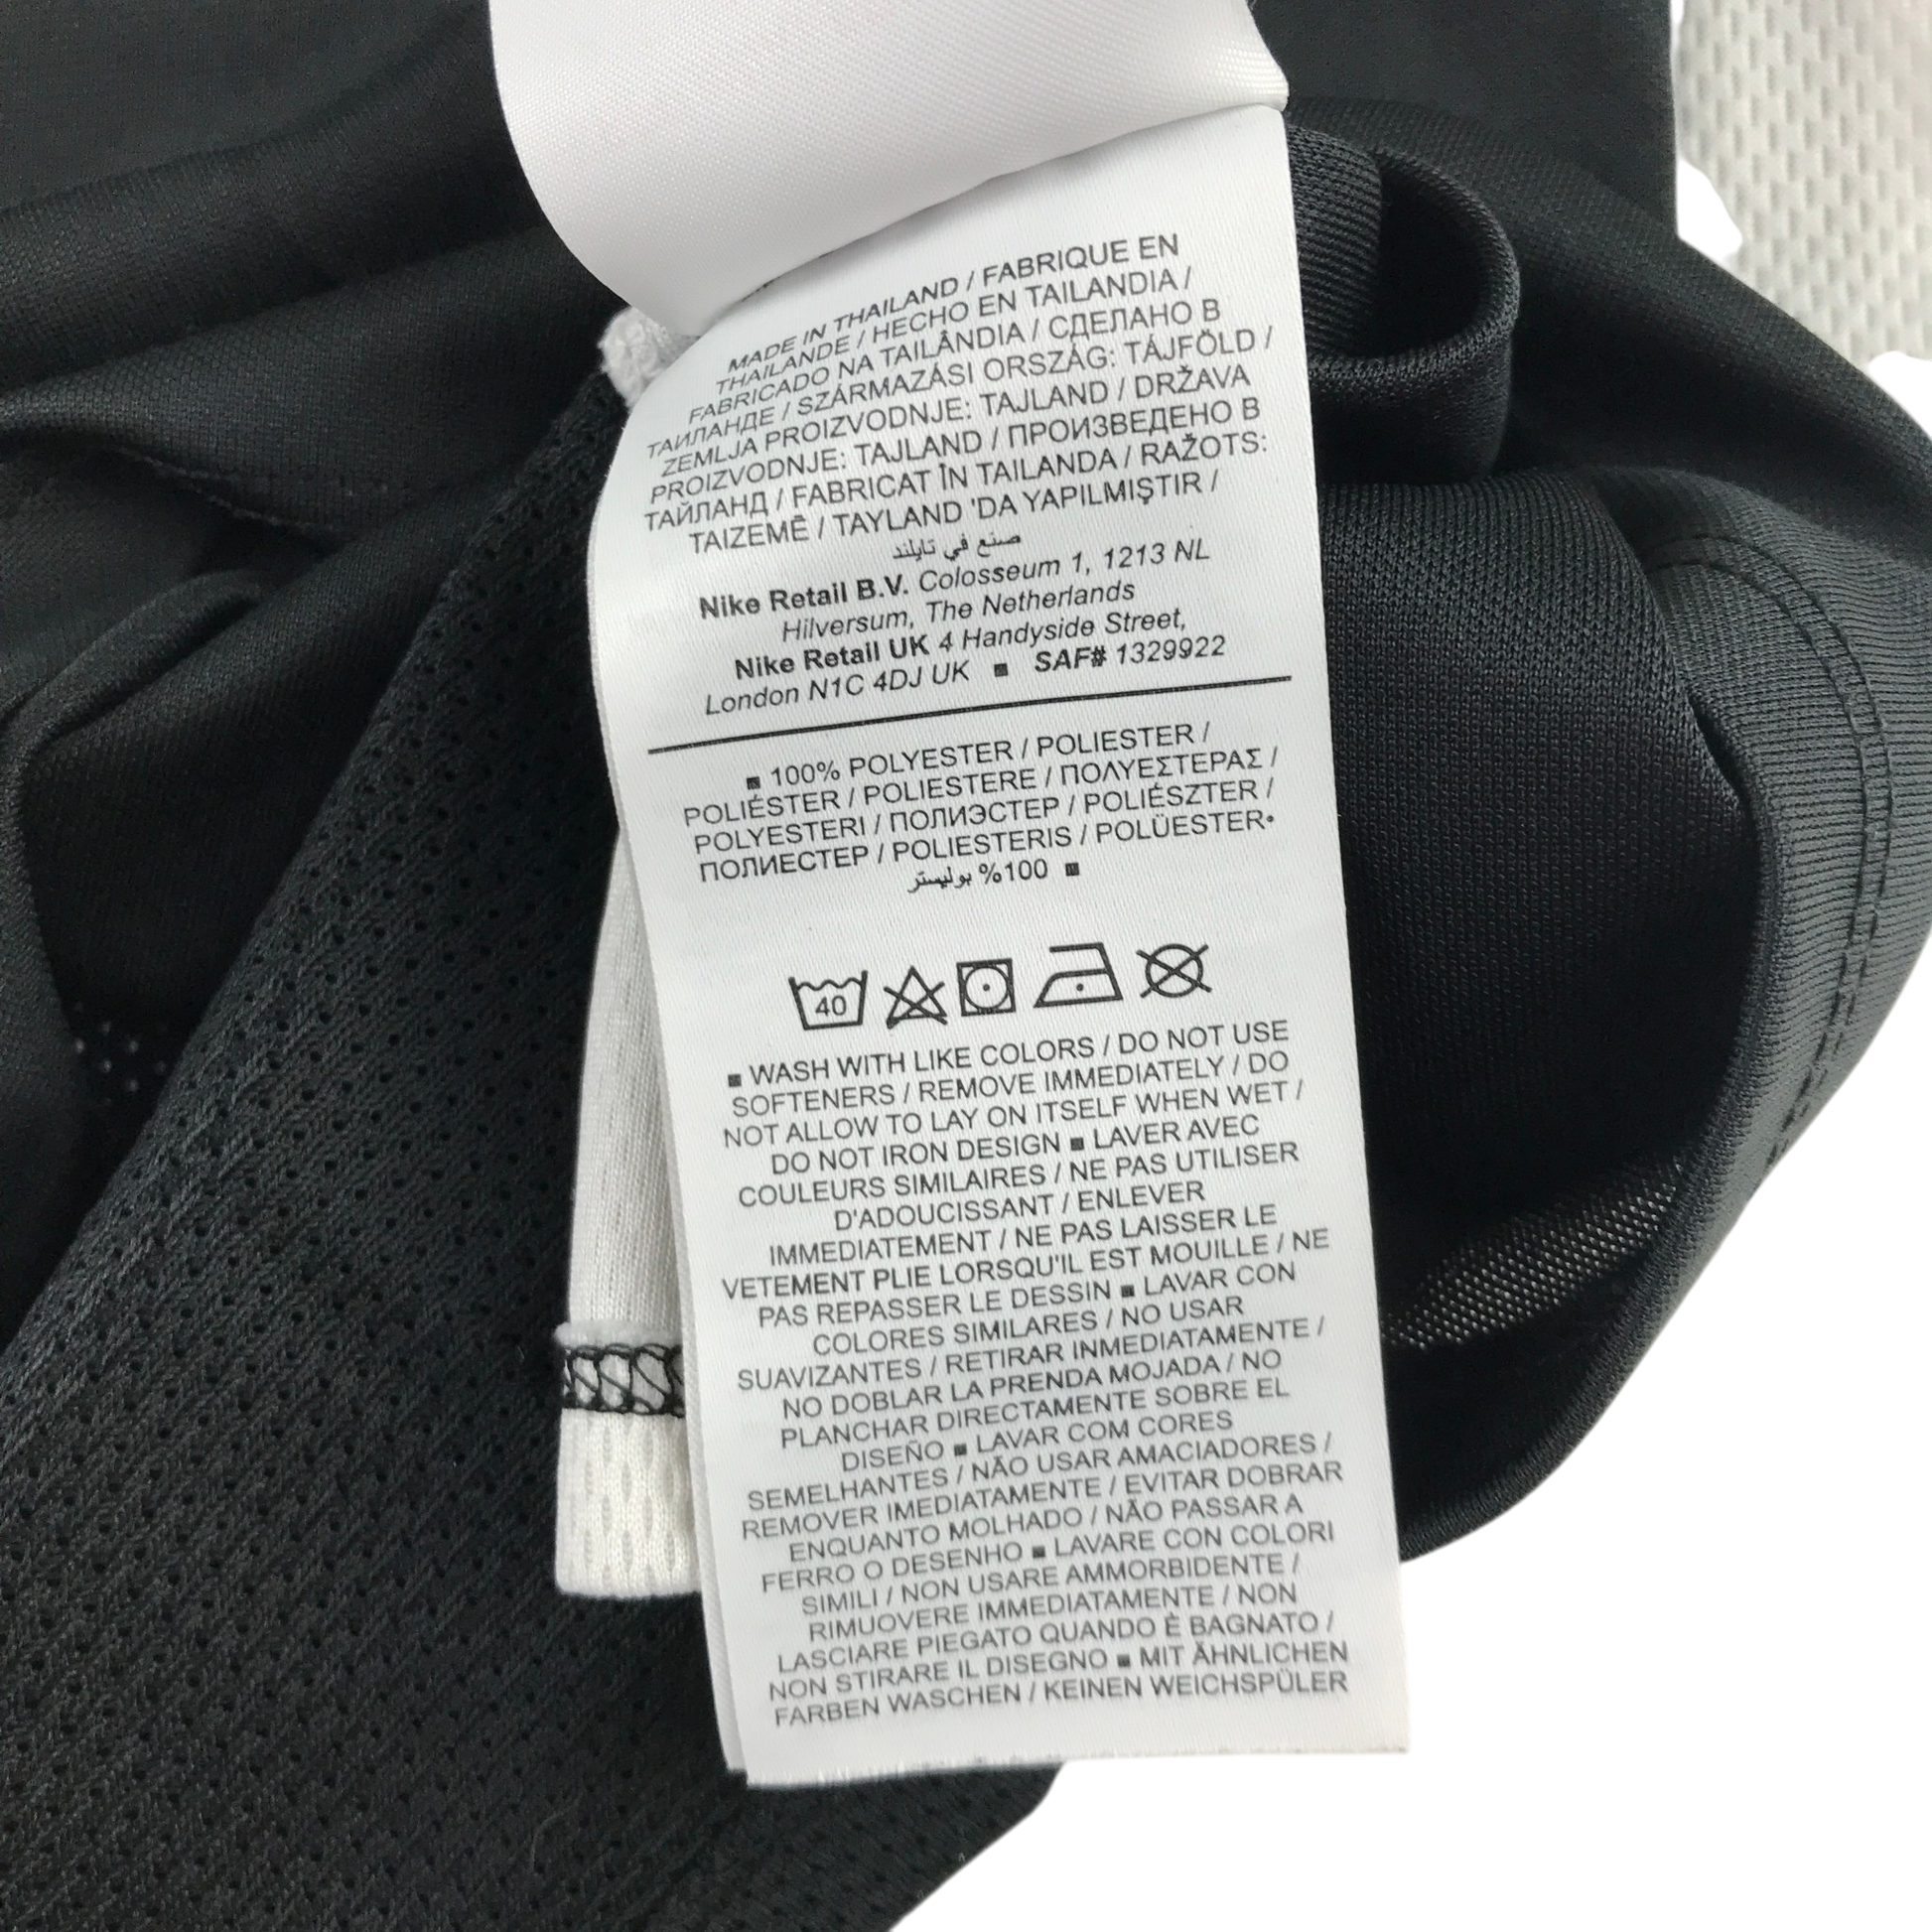 MADE IN THAILAND / FABRIQUE EN
THAILANDE / HECHO EN TAILANDIA /
FABRICADO NA TAILÂNDIA / СДЕЛАНО В
ТАИЛАНДЕ / SZÁRMAZÁSI ORSZÁG: TÁJFÖLD /
ZEMLJA PROIZVODNJE: TAJLAND / DRŽAVA
PROIZVODNJE: TAJLAND / ПРОИЗВЕДЕНО В
ТАЙЛАНД / FABRICAT ÎN TAILANDA / RAŽOTS:
TAIZEMĒ / TAYLAND 'DA YAPILMIŞTIR /
صنع في تايلند
Nike Retail B.V. Colosseum 1, 1213 NL
Hilversum, The Netherlands
Nike Retail UK 4 Handyside Street,
London N1C 4DJ UK ■ SAF# 1329922
■ 100% POLYESTER / POLIESTER /
POLIÉSTER / POLIESTERE / ΠΟΛΥΕΣΤΕΡΑΣ /
POLYESTERI / ПОЛИЭСТЕР / POLIÉSZTER /
ПОЛИЕСТЕР / POLIESTERIS / POLÜESTER•
■ 100% بوليستر
40
■ WASH WITH LIKE COLORS / DO NOT USE
SOFTENERS / REMOVE IMMEDIATELY / DO
NOT ALLOW TO LAY ON ITSELF WHEN WET /
DO NOT IRON DESIGN ■ LAVER AVEC
COULEURS SIMILAIRES / NE PAS UTILISER
D'ADOUCISSANT / ENLEVER
IMMEDIATEMENT / NE PAS LAISSER LE
VETEMENT PLIE LORSQU'IL EST MOUILLE / NE
PAS REPASSER LE DESSIN ■ LAVAR CON
COLORES SIMILARES / NO USAR
SUAVIZANTES / RETIRAR INMEDIATAMENTE /
NO DOBLAR LA PRENDA MOJADA / NO
PLANCHAR DIRECTAMENTE SOBRE EL
DISEÑO ■ LAVAR COM CORES
SEMELHANTES / NÃO USAR AMACIADORES /
REMOVER IMEDIATAMENTE / EVITAR DOBRAR
ENQUANTO MOLHADO / NÃO PASSAR A
FERRO O DESENHO ■ LAVARE CON COLORI
SIMILI / NON USARE AMMORBIDENTE /
RIMUOVERE IMMEDIATAMENTE / NON
LASCIARE PIEGATO QUANDO È BAGNATO /
NON STIRARE IL DISEGNO ■ MIT ÄHNLICHEN
FARBEN WASCHEN / KEINEN WEICHSPÜLER